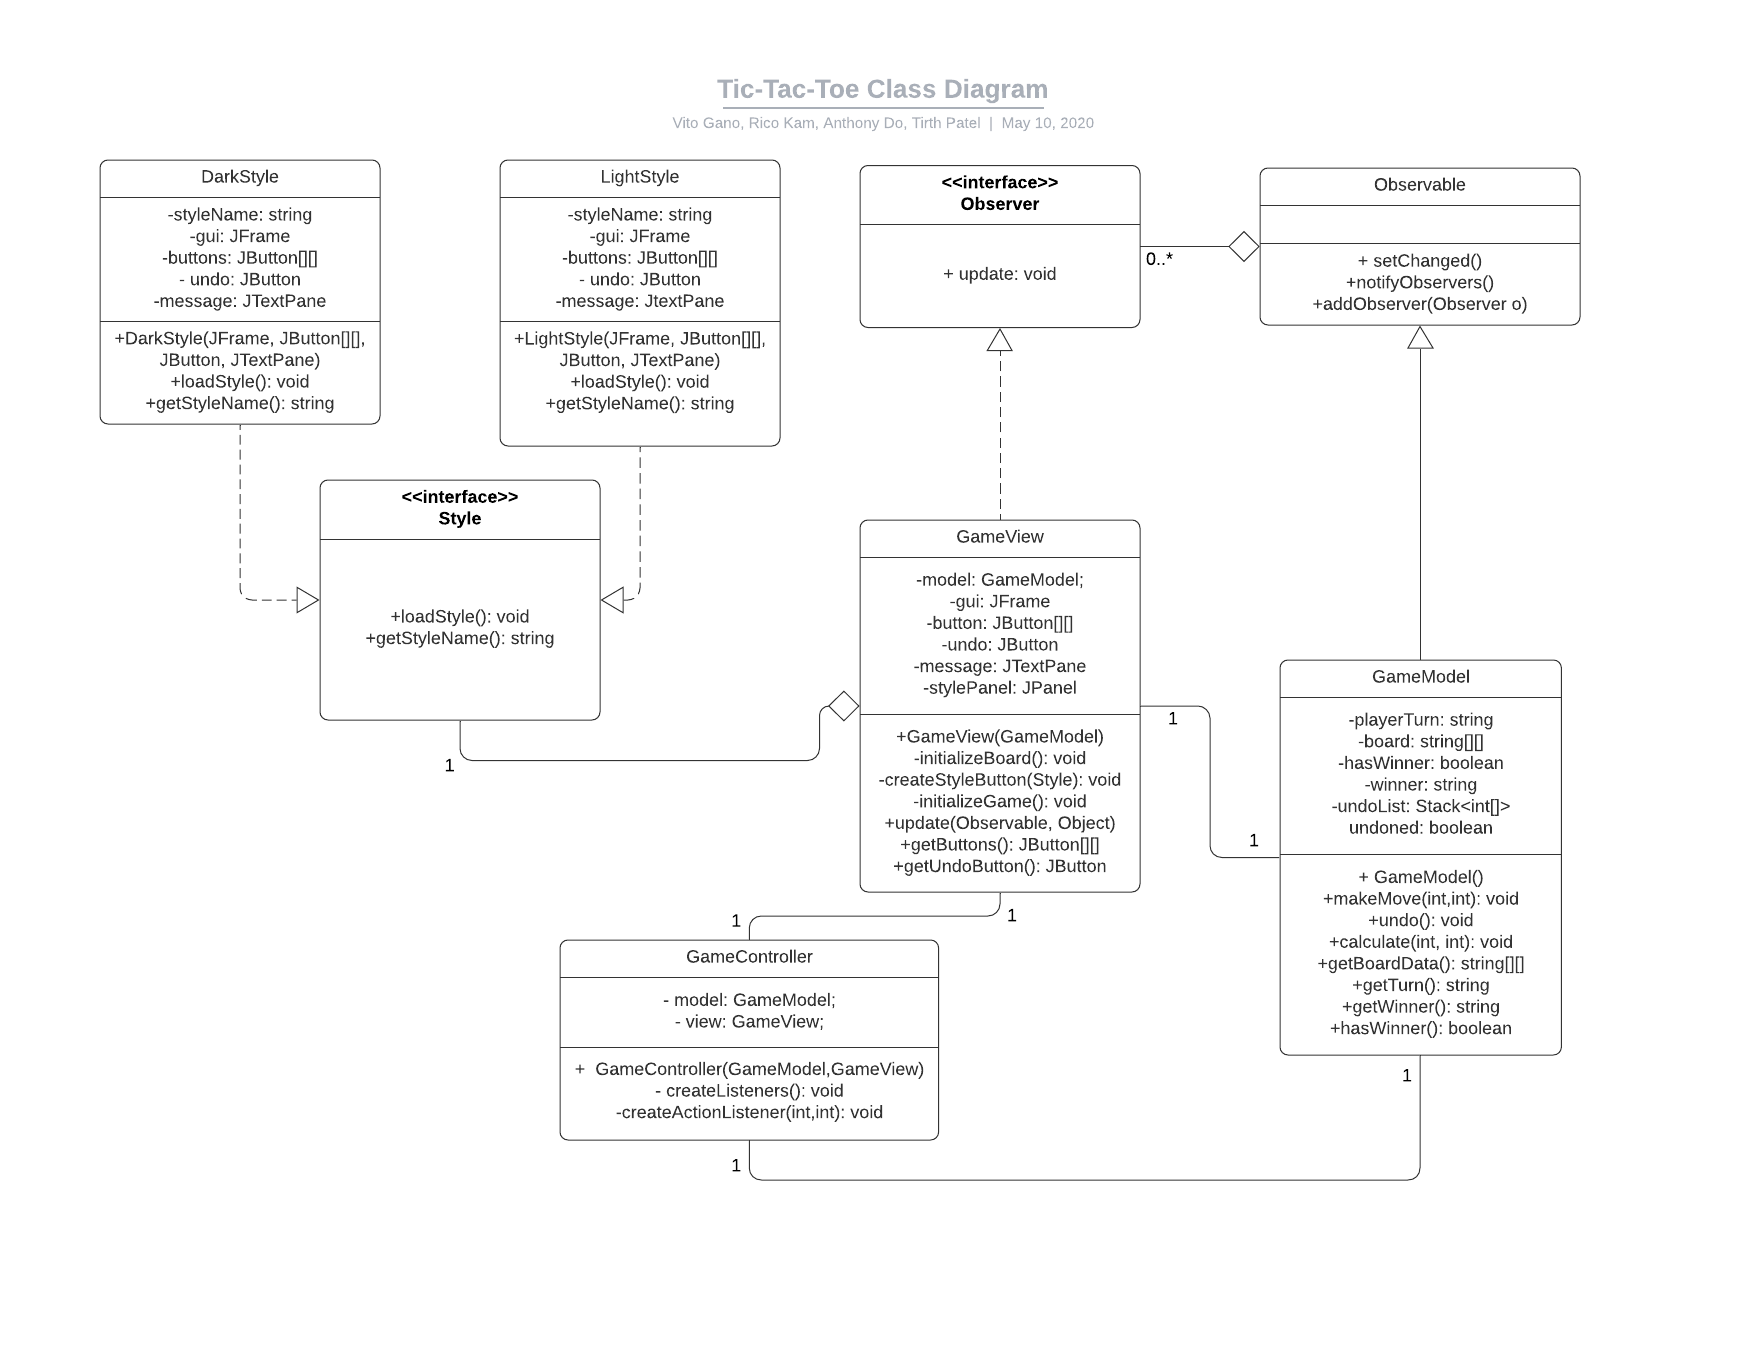 Tic-Tac-Toe Class Diagram
Vito Gano, Rico Kam, Anthony Do, Tirth Patel | May 10, 2020
DarkStyle
-styleName: string
-gui: JFrame
-buttons: JButton[][]
- undo: JButton
-message: JTextPane
+DarkStyle(JFrame, JButton[][],
JButton, JTextPane)
+loadStyle(): void
+getStyleName(): string
LightStyle
-styleName: string
-gui: JFrame
-buttons: JButton[][]
- undo: JButton
-message: JtextPane
+LightStyle(JFrame, JButton[][],
JButton, JTextPane)
+loadStyle(): void
+getStyleName(): string
<<interface>>
Observer
+ update: void
0..*
Observable
+ setChanged()
+notifyObservers()
+addObserver(Observer o)
<<interface>>
Style
+loadStyle(): void
+getStyleName(): string
1
GameView
-model: GameModel;
-gui: JFrame
-button: JButton[][]
-undo: JButton
-message: JTextPane
-stylePanel: JPanel
+GameView(GameModel)
-initializeBoard(): void
-createStyleButton(Style): void
-initializeGame(): void
+update(Observable, Object)
+getButtons(): JButton[][]
+getUndoButton(): JButton
1
1
GameModel
-playerTurn: string
-board: string[][]
-hasWinner: boolean
-winner: string
-undoList: Stack<int[]>
undoned: boolean
+ GameModel()
+makeMove(int,int): void
+undo(): void
+calculate(int, int): void
+getBoardData(): string[][]
+getTurn(): string
+getWinner(): string
+hasWinner(): boolean
1
1
GameController
- model: GameModel;
- view: GameView;
+ GameController(GameModel,GameView)
- createListeners(): void
-createActionListener(int,int): void
1
1